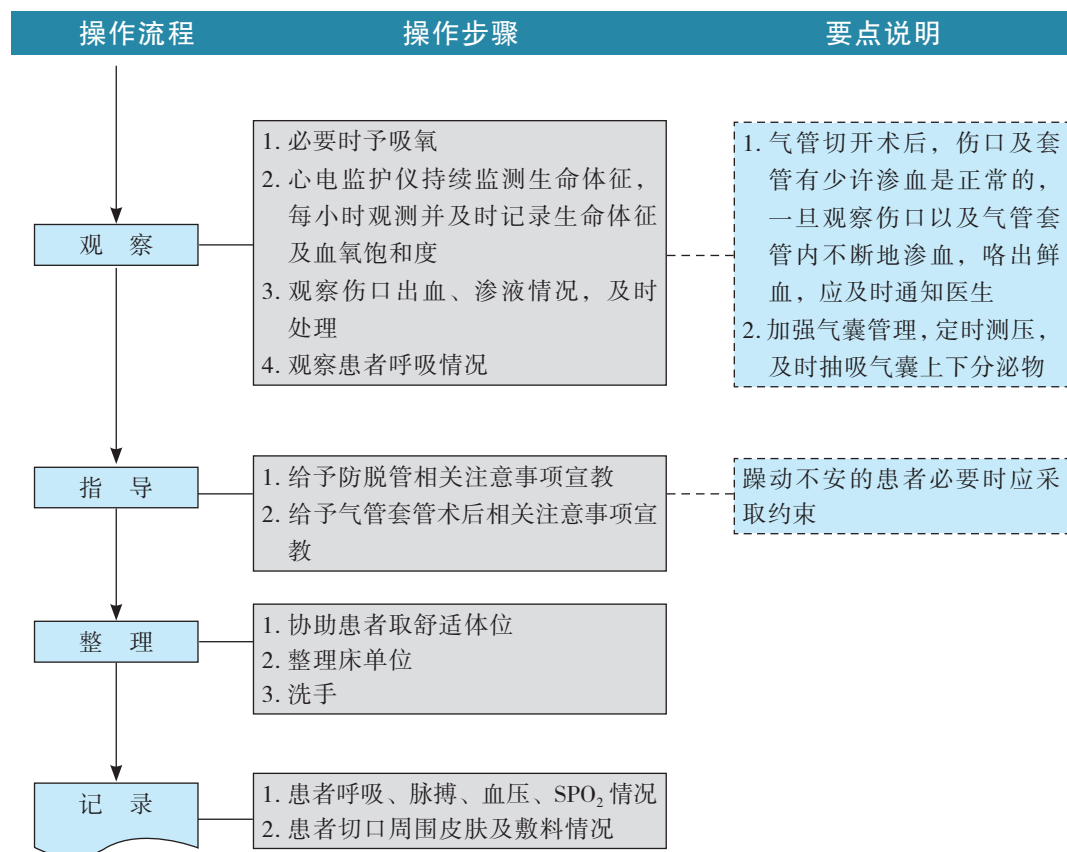 操作流程 操作步骤 要点说明
观 察
1. 必要时予吸氧
2. 心电监护仪持续监测生命体征，
每小时观测并及时记录生命体征
及血氧饱和度
3. 观察伤口出血、渗液情况，及时
处理
4. 观察患者呼吸情况
1. 气管切开术后，伤口及套
管有少许渗血是正常的，
一旦观察伤口以及气管套
管内不断地渗血，咯出鲜
血，应及时通知医生
2. 加强气囊管理，定时测压，
及时抽吸气囊上下分泌物
指 导
1. 给予防脱管相关注意事项宣教
2. 给予气管套管术后相关注意事项宣
教
躁动不安的患者必要时应采
取约束
整 理
1. 协助患者取舒适体位
2. 整理床单位
3. 洗手
记 录
1. 患者呼吸、脉搏、血压、SPO₂ 情况
2. 患者切口周围皮肤及敷料情况